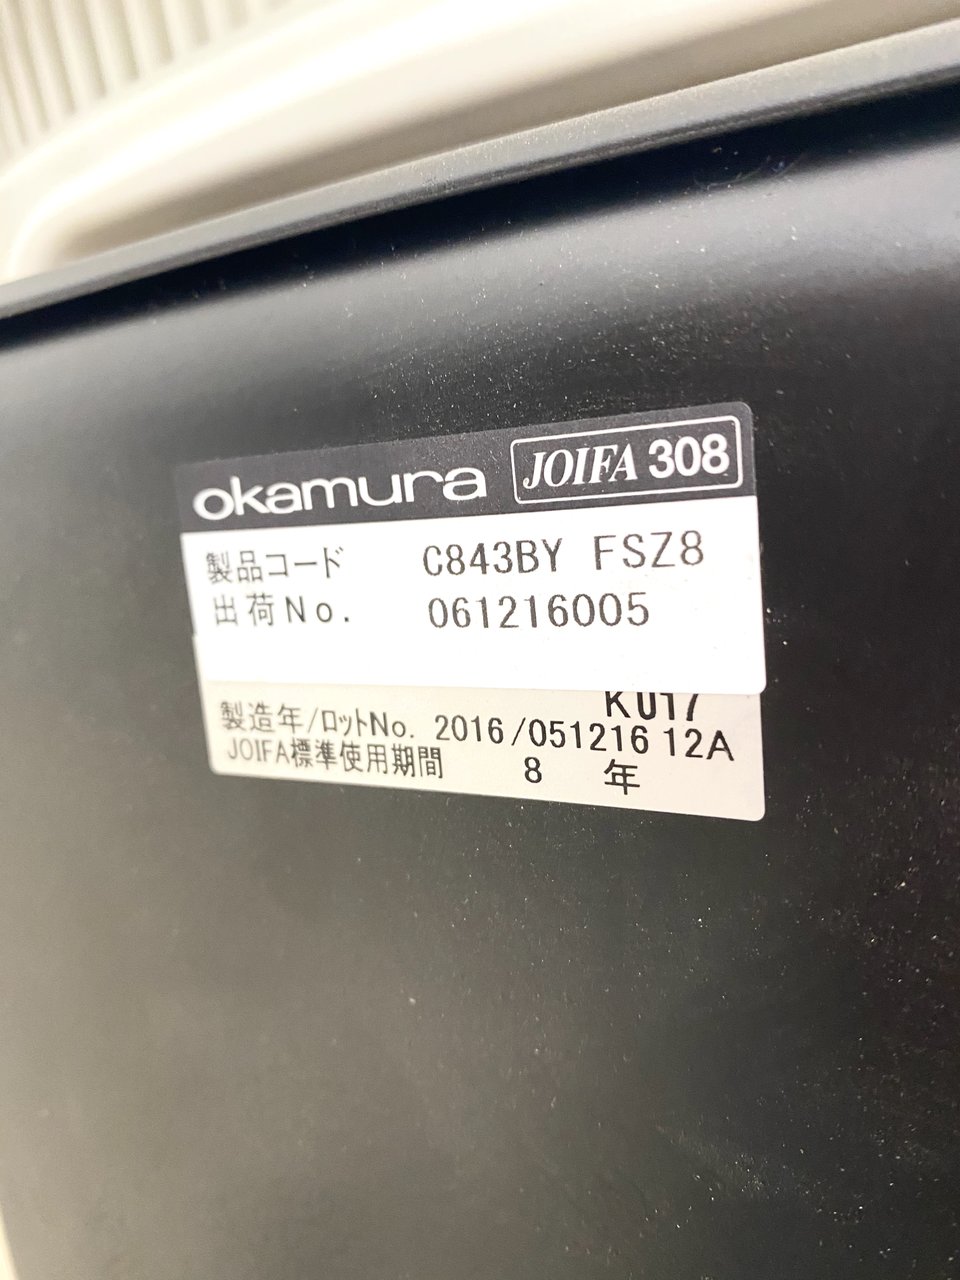 okamura JOIFA 308
製品コード C843BY FSZ8
出荷No. 061216005
KU17
製造年/ロットNo. 2016/051216 12A
JOIFA標準使用期間 8 年